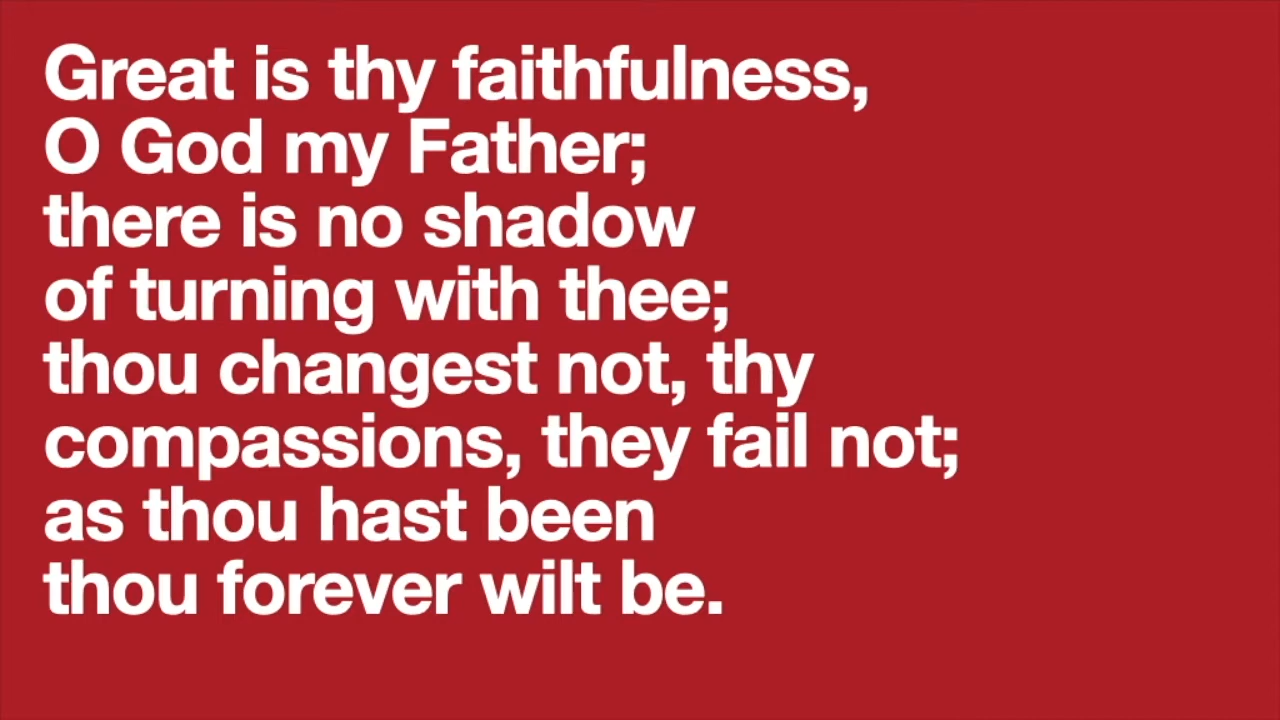 Great is thy faithfulness,
O God my Father;
there is no shadow
of turning with thee;
thou changest not, thy
compassions, they fail not;
as thou hast been
thou forever wilt be.